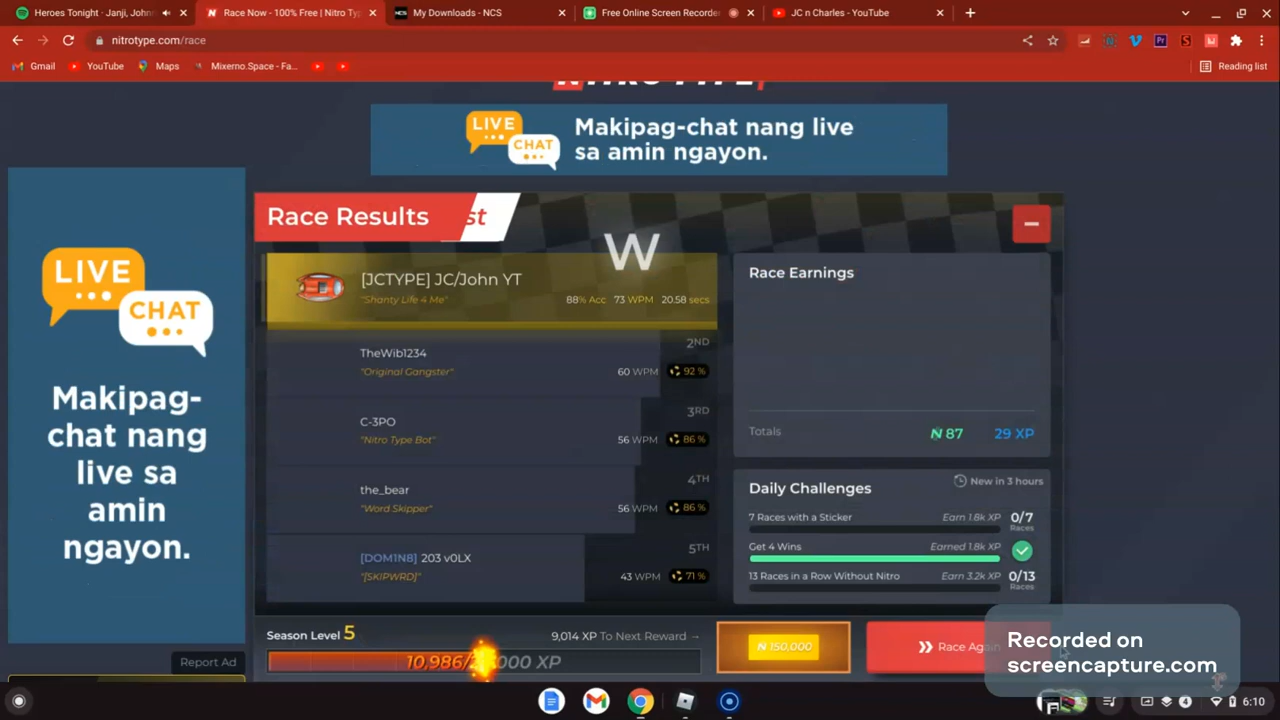 Heroes Tonight - Janji, Johnn
Race Now - 100% Free | Nitro Ty
My Downloads - NCS
Free Online Screen Recorder
JC n Charles - YouTube
nitrotype.com/race
Gmail
YouTube
Maps
Mixerno.Space - Fa...
Reading list
LIVE
CHAT
Makipag-chat nang live
sa amin ngayon.
LIVE
CHAT
Makipag-
chat nang
live sa
amin
ngayon.
Report Ad
Race Results
st
W
[JCTYPE] JC/John YT
"Shanty Life 4 Me"
88% Acc 73 WPM 20.58 secs
2ND
TheWib1234
"Original Gangster"
60 WPM 92 %
3RD
C-3PO
"Nitro Type Bot"
56 WPM 86 %
4TH
the_bear
"Word Skipper"
56 WPM 86 %
5TH
[DOM1N8] 203 v0LX
"[SKIPWRD]"
43 WPM 71 %
Race Earnings
Totals
87
29 XP
Daily Challenges
New in 3 hours
7 Races with a Sticker Earn 1.8k XP 0/7
Races
Get 4 Wins Earned 1.8k XP
13 Races in a Row Without Nitro Earn 3.2k XP 0/13
Races
Season Level 5
9,014 XP To Next Reward →
150,000
Race Again
Recorded on
screencapture.com
4
6:10